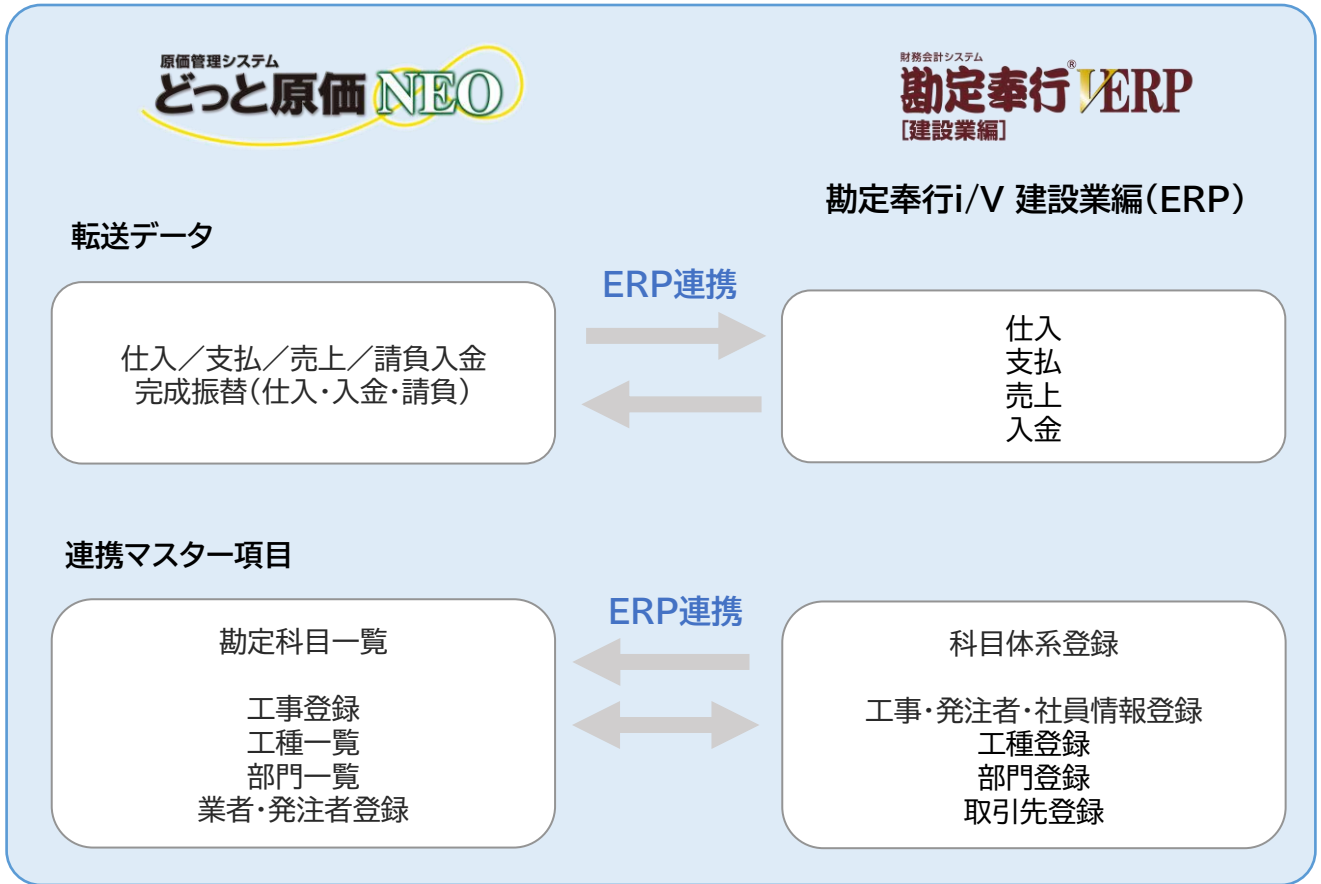 原価管理システム
どっと原価 NEO
財務会計システム
勘定奉行® V ERP
[建設業編]
勘定奉行i/V 建設業編(ERP)
転送データ
ERP連携
仕入／支払／売上／請負入金
完成振替(仕入・入金・請負)
仕入
支払
売上
入金
連携マスター項目
ERP連携
勘定科目一覧
工事登録
工種一覧
部門一覧
業者・発注者登録
科目体系登録
工事・発注者・社員情報登録
工種登録
部門登録
取引先登録